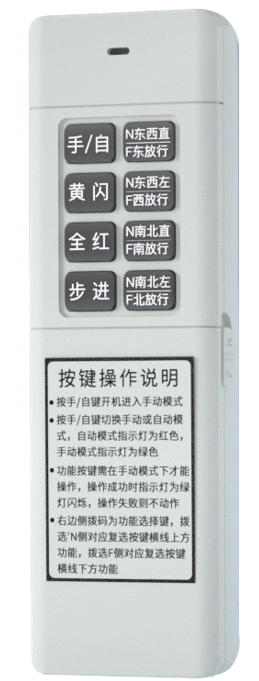 手/自 N东西直
F东放行
黄闪 N东西左
F西放行
全红 N南北直
F南放行
步进 N南北左
F北放行
N
F
按键操作说明
•按手/自键开机进入手动模式
•按手/自键切换手动或自动模
式，自动模式指示灯为红色，
手动模式指示灯为绿色
•功能按键需在手动模式下才能
操作，操作成功时指示灯为绿
灯闪烁，操作失败则不动作
•右边侧拨码为功能选择键，拨
选'N侧对应复选按键横线上方
功能，拨选F侧对应复选按键
横线下方功能